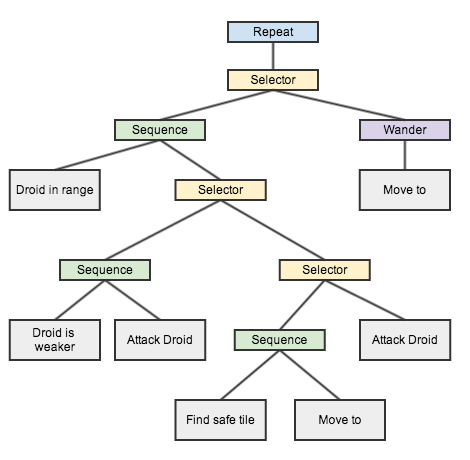 Repeat
Selector
Sequence
Wander
Droid in range
Selector
Move to
Sequence
Selector
Droid is
weaker
Attack Droid
Sequence
Attack Droid
Find safe tile
Move to